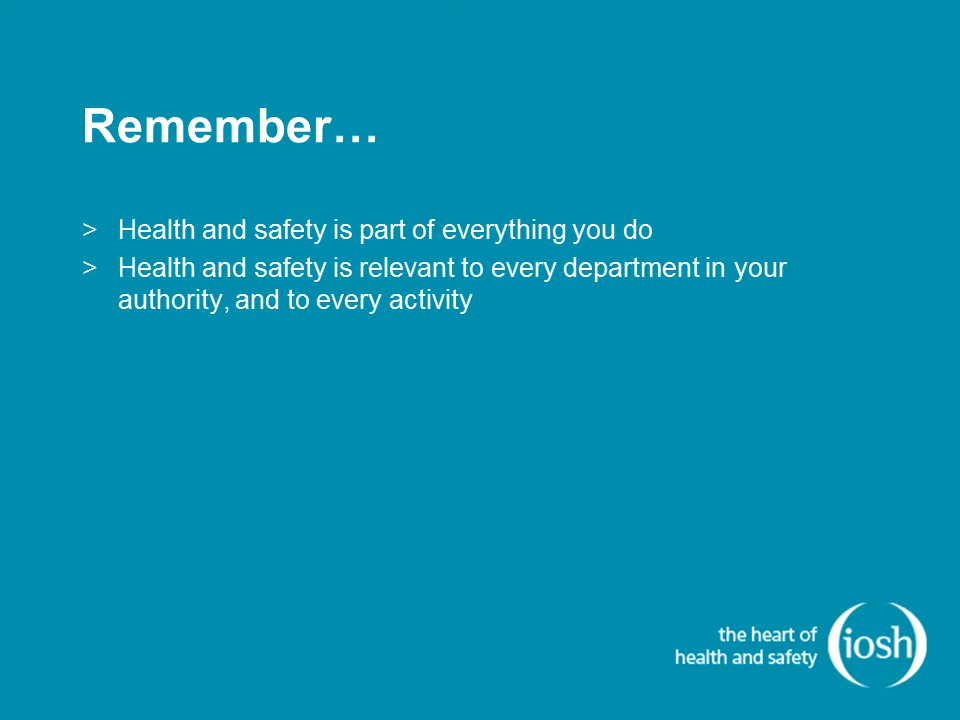 Remember…
> Health and safety is part of everything you do
> Health and safety is relevant to every department in your
authority, and to every activity
the heart of
health and safety
iosh